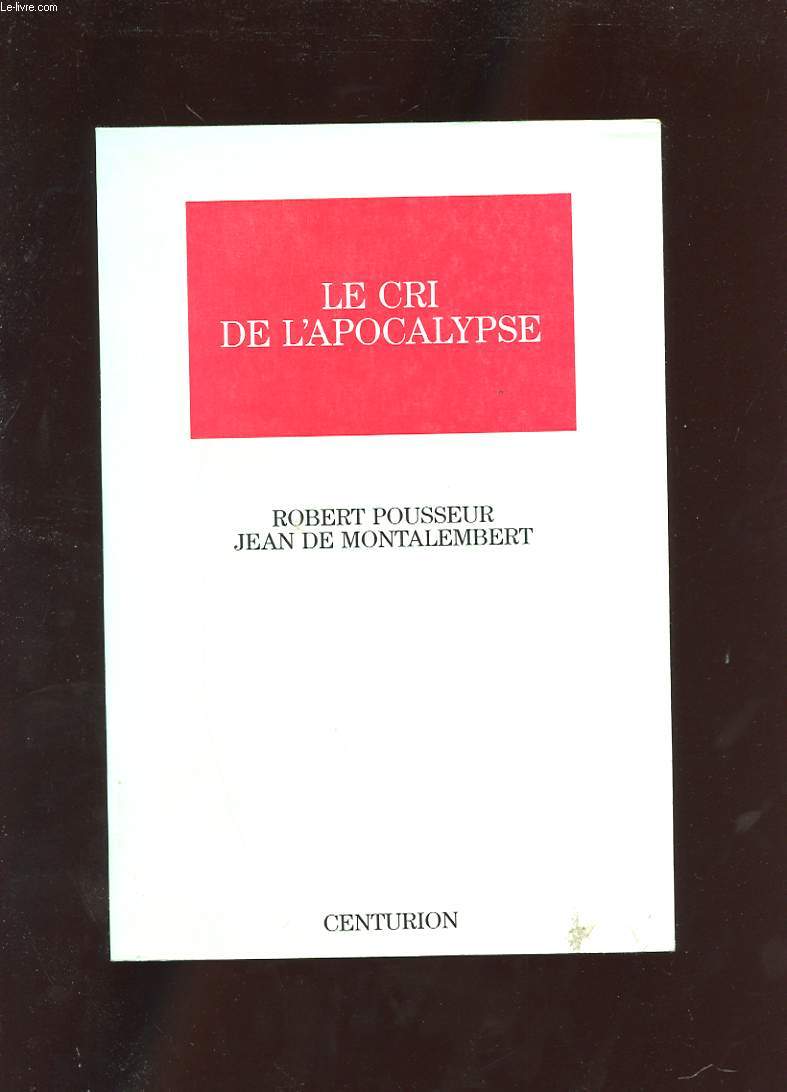 Le-livre.com
LE CRI
DE L'APOCALYPSE
ROBERT POUSSEUR
JEAN DE MONTALEMBERT
CENTURION